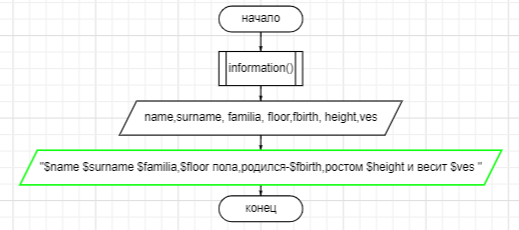 начало
information()
name,surname, familia, floor,fbirth, height,ves
"$name $surname $familia,$floor пола,родился-$fbirth,ростом $height и весит $ves "
конец